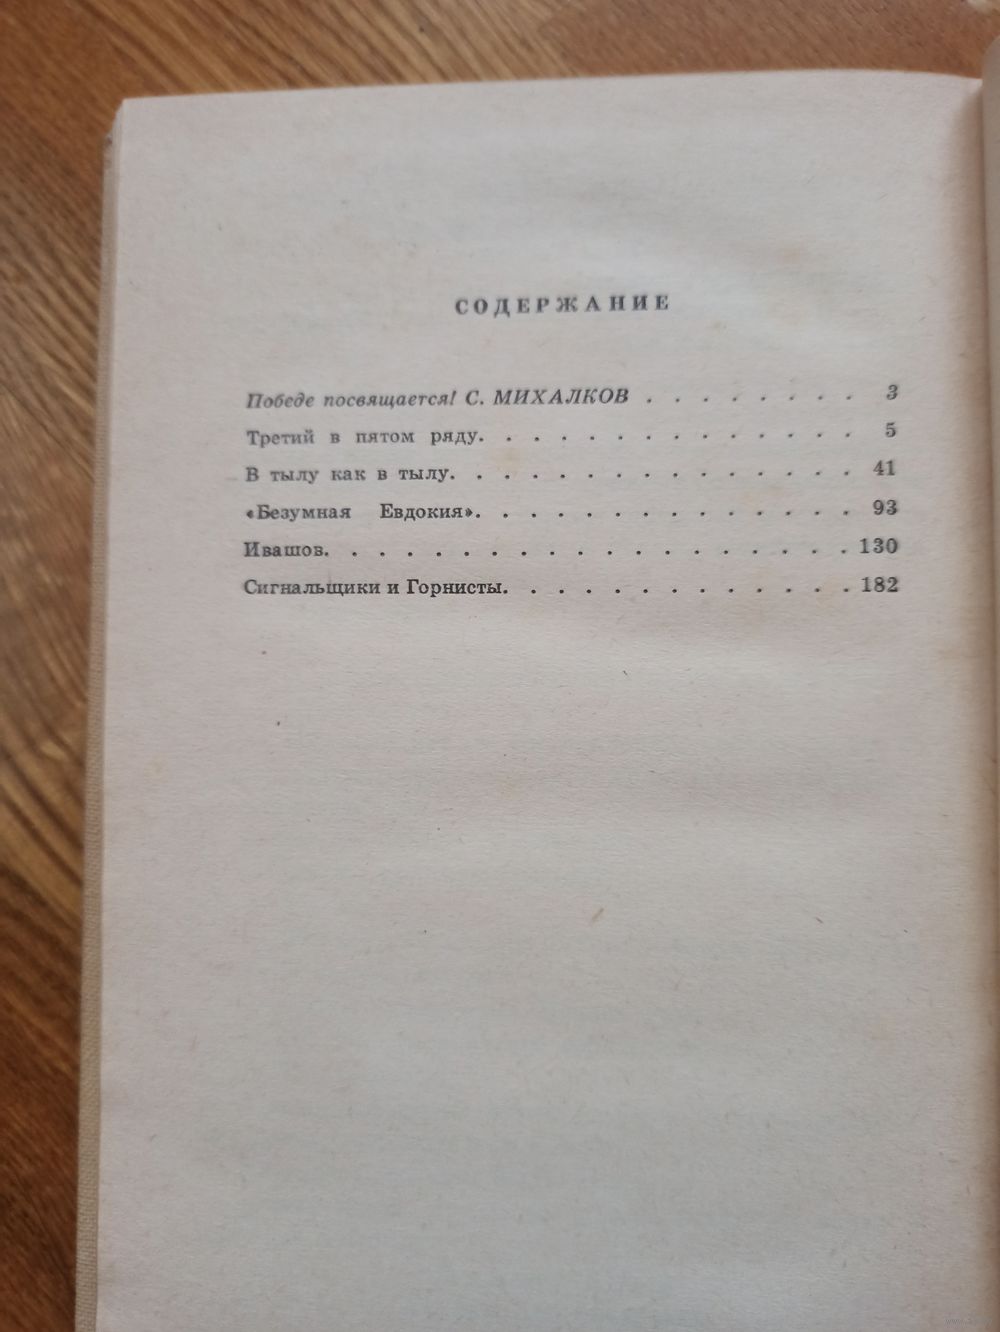 СОДЕРЖАНИЕ
Победе посвящается! С. МИХАЛКОВ . . . . . . . . 3
Третий в пятом ряду. . . . . . . . . . . . . . 5
В тылу как в тылу. . . . . . . . . . . . . . . 41
«Безумная Евдокия». . . . . . . . . . . . . . 93
Ивашов. . . . . . . . . . . . . . . . . . . . 130
Сигнальщики и Горнисты. . . . . . . . . . . . . 182